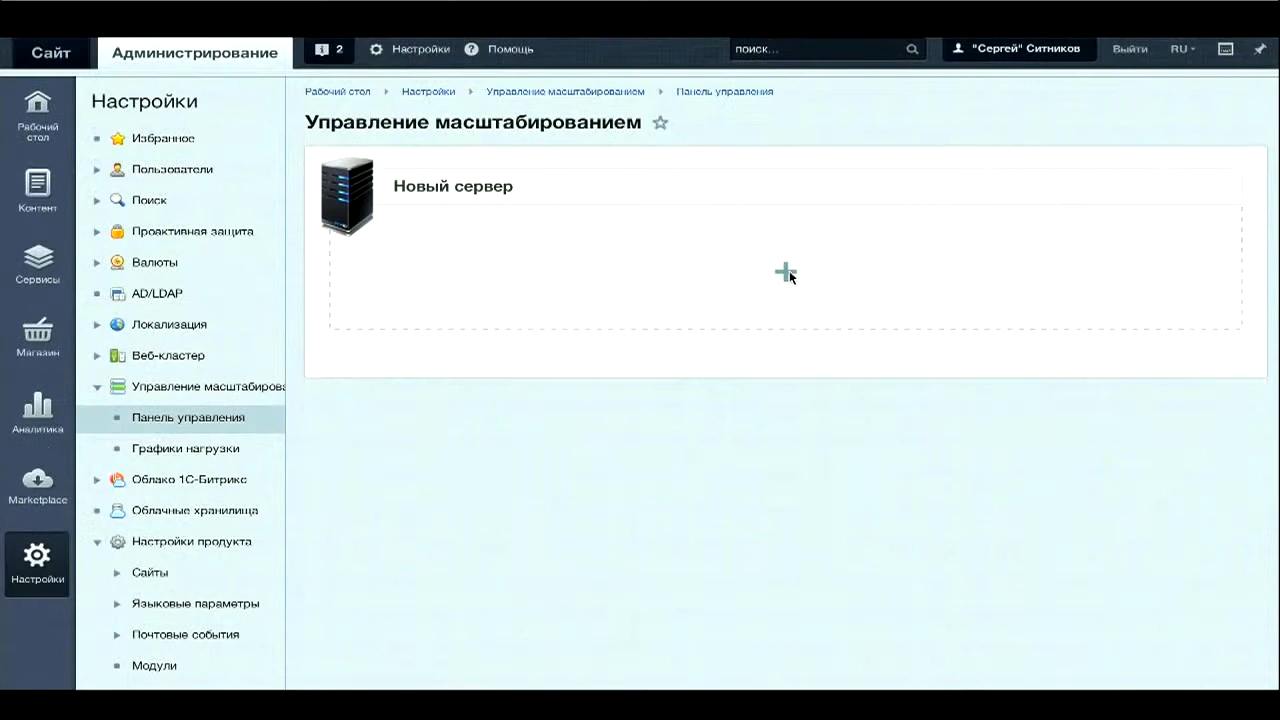 Сайт
Администрирование
2
Настройки
Помощь
поиск...
"Сергей" Ситников
Выйти
RU
Рабочий стол
Контент
Сервисы
Магазин
Аналитика
Marketplace
Настройки
Настройки
Избранное
Пользователи
Поиск
Проактивная защита
Валюты
AD/LDAP
Локализация
Веб-кластер
Управление масштабирова
Панель управления
Графики нагрузки
Облако 1С-Битрикс
Облачные хранилища
Настройки продукта
Сайты
Языковые параметры
Почтовые события
Модули
Рабочий стол
Настройки
Управление масштабированием
Панель управления
Управление масштабированием
Новый сервер